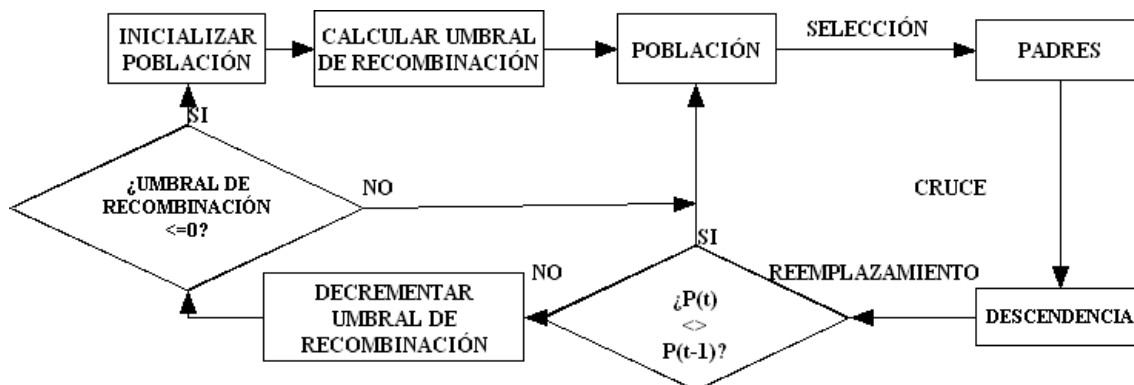 INICIALIZAR
POBLACIÓN
CALCULAR UMBRAL
DE RECOMBINACIÓN
POBLACIÓN
SELECCIÓN
PADRES
SI
¿UMBRAL DE
RECOMBINACIÓN
<=0?
NO
CRUCE
SI
REEMPLAZAMIENTO
NO
DECREMENTAR
UMBRAL DE
RECOMBINACIÓN
¿P(t)
<>
P(t-1)?
DESCENDENCIA